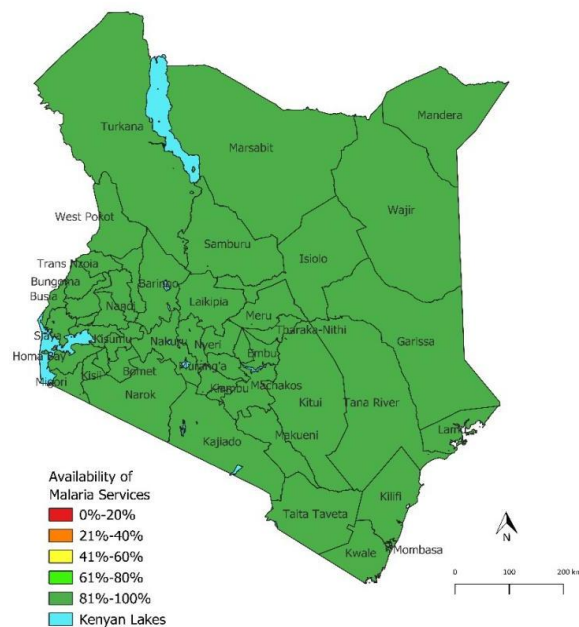 Mandera
Turkana
Marsabit
Wajir
West Pokot
Samburu
Isiolo
Trans Nzoia
Bungoma
Baringo
Busia
Nandi
Laikipia
Meru
Tharaka-Nithi
Siaya
Kisumu
Nakuru
Nyeri
Garissa
Homa Bay
Embu
Murang'a
Migori
Kisii
Bomet
Kiambu
Machakos
Narok
Kitui
Tana River
Lamu
Kajiado
Makueni
Kilifi
Taita Taveta
Kwale
Mombasa
Availability of
Malaria Services
0%-20%
21%-40%
41%-60%
61%-80%
81%-100%
Kenyan Lakes
N
0 100 200 km